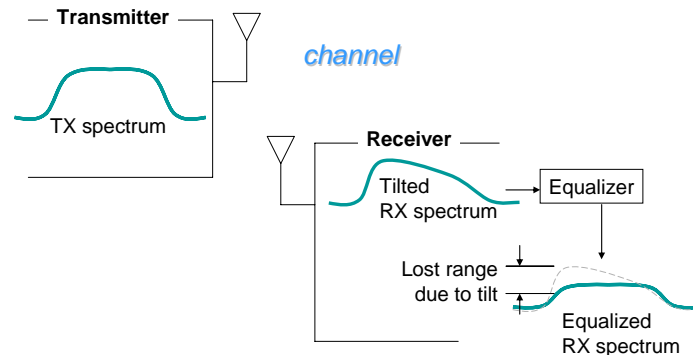 Transmitter
channel
TX spectrum
Receiver
Tilted
RX spectrum
Equalizer
Lost range
due to tilt
Equalized
RX spectrum